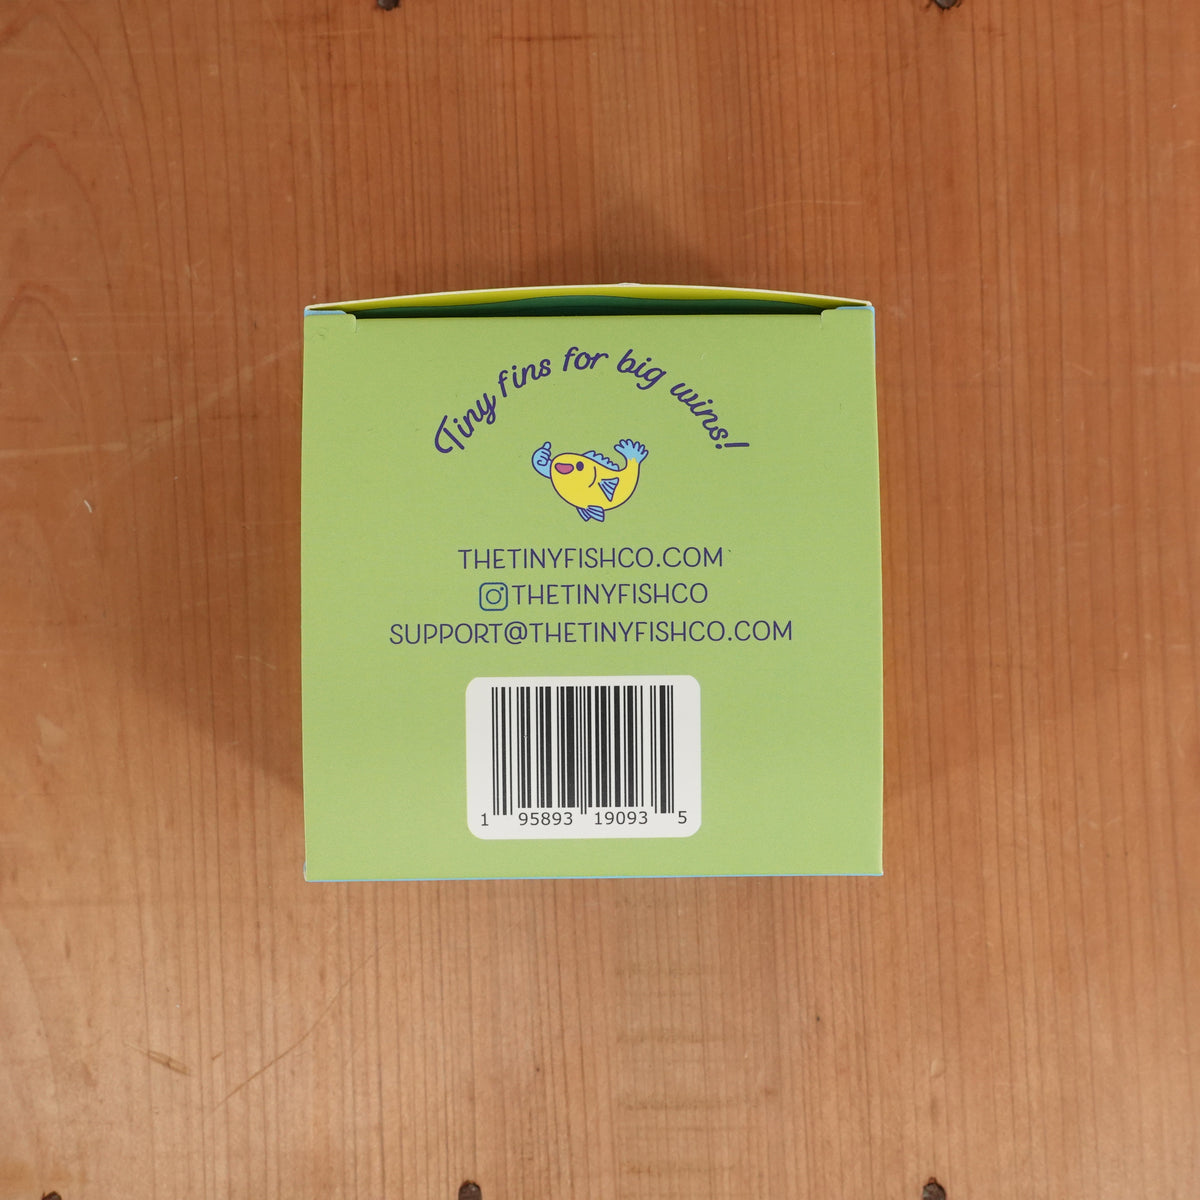 Tiny fins for big wins!
THETINYFISHCO.COM
THETINYFISHCO
SUPPORT@THETINYFISHCO.COM
1 95893 19093 5